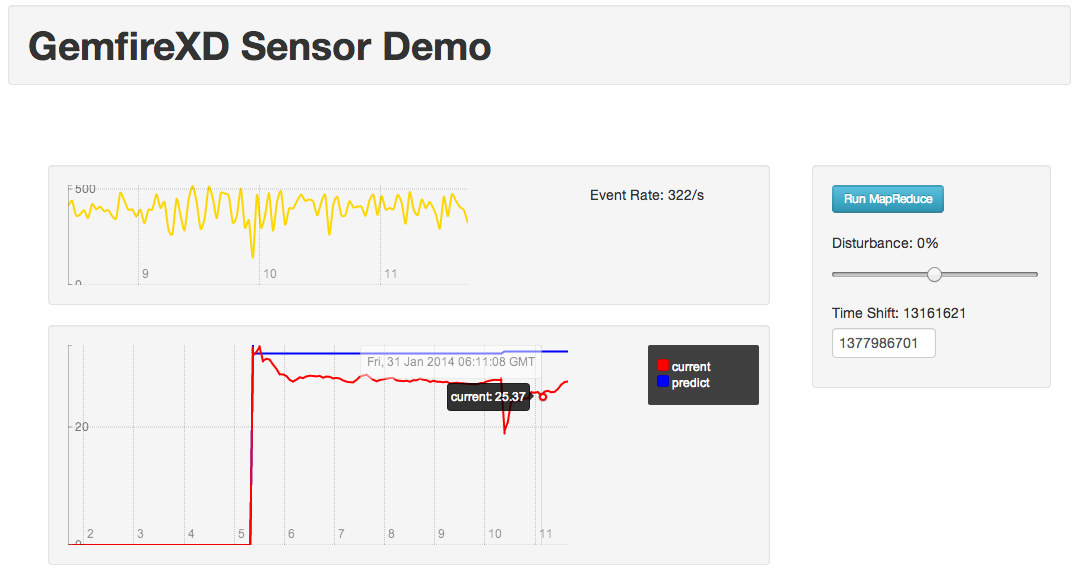 GemfireXD Sensor Demo
500
0
9 10 11
Event Rate: 322/s
Run MapReduce
Disturbance: 0%
Time Shift: 13161621
1377986701
Fri, 31 Jan 2014 06:11:08 GMT
current: 25.37
current
predict
20
0
2 3 4 5 6 7 8 9 10 11